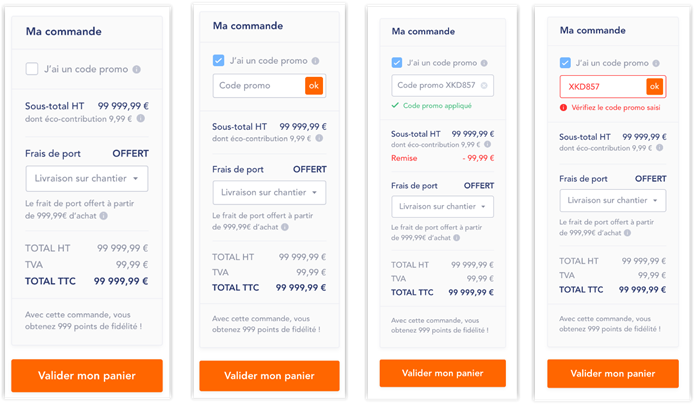 Ma commande
J'ai un code promo
Sous-total HT 99 999,99 €
dont éco-contribution 9,99 €
Frais de port OFFERT
Livraison sur chantier
Le frait de port offert à partir
de 999,99€ d'achat
TOTAL HT 99 999,99 €
TVA 99,99 €
TOTAL TTC 99 999,99 €
Avec cette commande, vous
obtenez 999 points de fidélité !
Valider mon panier
Ma commande
J'ai un code promo
Code promo ok
Sous-total HT 99 999,99 €
dont éco-contribution 9,99 €
Frais de port OFFERT
Livraison sur chantier
Le frait de port offert à partir
de 999,99€ d'achat
TOTAL HT 99 999,99 €
TVA 99,99 €
TOTAL TTC 99 999,99 €
Avec cette commande, vous
obtenez 999 points de fidélité !
Valider mon panier
Ma commande
J'ai un code promo
Code promo XKD857
Code promo appliqué
Sous-total HT 99 999,99 €
dont éco-contribution 9,99 €
Remise - 99,99 €
Frais de port OFFERT
Livraison sur chantier
Le frait de port offert à partir
de 999,99€ d'achat
TOTAL HT 99 999,99 €
TVA 99,99 €
TOTAL TTC 99 999,99 €
Avec cette commande, vous
obtenez 999 points de fidélité !
Valider mon panier
Ma commande
J'ai un code promo
XKD857 ok
Vérifiez le code promo saisi
Sous-total HT 99 999,99 €
dont éco-contribution 9,99 €
Frais de port OFFERT
Livraison sur chantier
Le frait de port offert à partir
de 999,99€ d'achat
TOTAL HT 99 999,99 €
TVA 99,99 €
TOTAL TTC 99 999,99 €
Avec cette commande, vous
obtenez 999 points de fidélité !
Valider mon panier